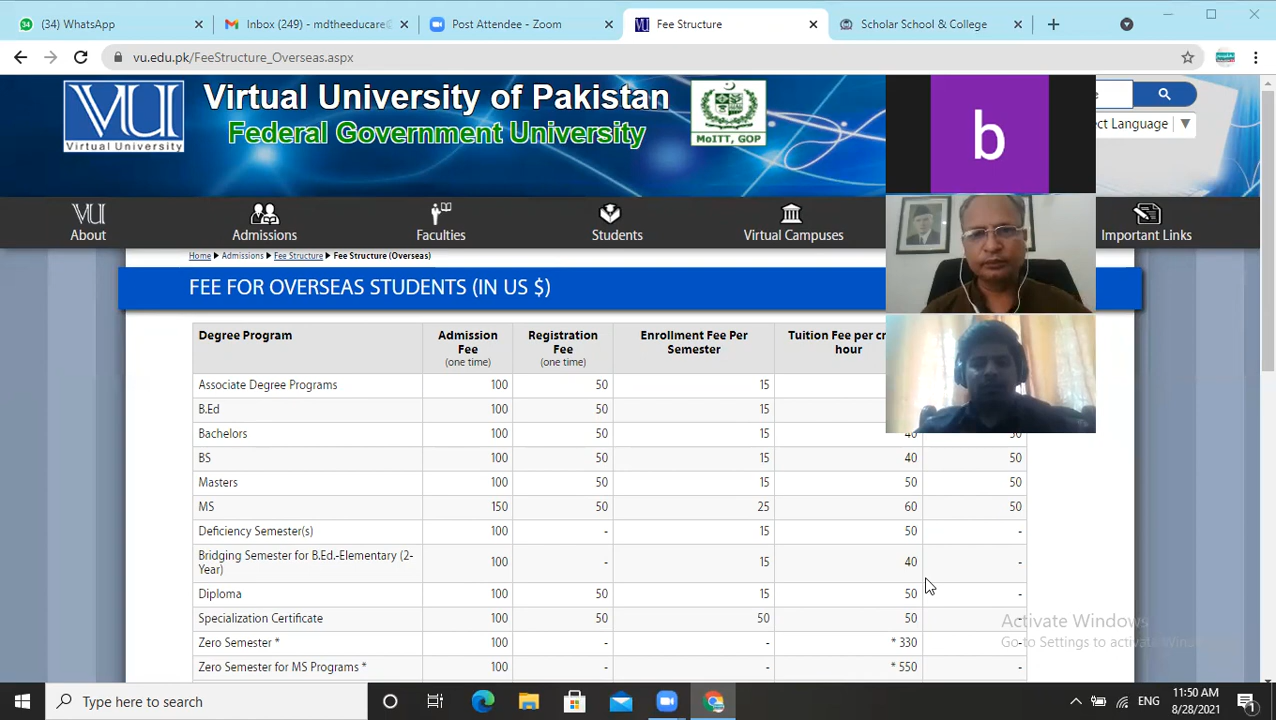 (34) WhatsApp
Inbox (249) - mdtheeducare@
Post Attendee - Zoom
Fee Structure
Scholar School & College
vu.edu.pk/FeeStructure_Overseas.aspx
VU
Virtual University
Virtual University of Pakistan
Federal Government University
MoITT, GOP
ect Language
About
Admissions
Faculties
Students
Virtual Campuses
Important Links
Home Admissions Fee Structure Fee Structure (Overseas)
FEE FOR OVERSEAS STUDENTS (IN US $)
Degree Program Admission Fee (one time) Registration Fee (one time) Enrollment Fee Per Semester Tuition Fee per cr hour
Associate Degree Programs 100 50 15
B.Ed 100 50 15
Bachelors 100 50 15 40 50
BS 100 50 15 40 50
Masters 100 50 15 50 50
MS 150 50 25 60 50
Deficiency Semester(s) 100 - 15 50 -
Bridging Semester for B.Ed.-Elementary (2-
Year) 100 - 15 40 -
Diploma 100 50 15 50 -
Specialization Certificate 100 50 50 50 -
Zero Semester * 100 - - * 330 -
Zero Semester for MS Programs * 100 - - * 550 -
b
Activate Windows
Go to Settings to activate Windows.
Type here to search
ENG
11:50 AM
8/28/2021
1